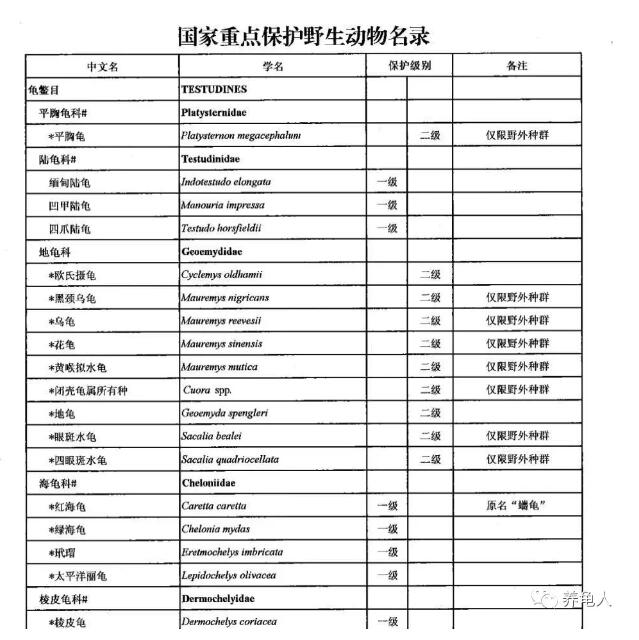 国家重点保护野生动物名录
中文名 学名 保护级别 备注
龟鳖目 TESTUDINES
平胸龟科# Platysternidae
*平胸龟 Platysternon megacephalum 二级 仅限野外种群
陆龟科# Testudinidae
缅甸陆龟 Indotestudo elongata 一级
凹甲陆龟 Manouria impressa 一级
四爪陆龟 Testudo horsfieldii 一级
地龟科 Geoemydidae
*欧氏摄龟 Cyclemys oldhamii 二级
*黑颈乌龟 Mauremys nigricans 二级 仅限野外种群
*乌龟 Mauremys reevesii 二级 仅限野外种群
*花龟 Mauremys sinensis 二级 仅限野外种群
*黄喉拟水龟 Mauremys mutica 二级 仅限野外种群
*闭壳龟属所有种 Cuora spp. 二级 仅限野外种群
*地龟 Geoemyda spengleri 二级
*眼斑水龟 Sacalia bealei 二级 仅限野外种群
*四眼斑水龟 Sacalia quadriocellata 二级 仅限野外种群
海龟科# Cheloniidae
*红海龟 Caretta caretta 一级 原名“蠵龟”
*绿海龟 Chelonia mydas 一级
*玳瑁 Eretmochelys imbricata 一级
*太平洋丽龟 Lepidochelys olivacea 一级
棱皮龟科# Dermochelyidae
*棱皮龟 Dermochelys coriacea 一级
养龟人